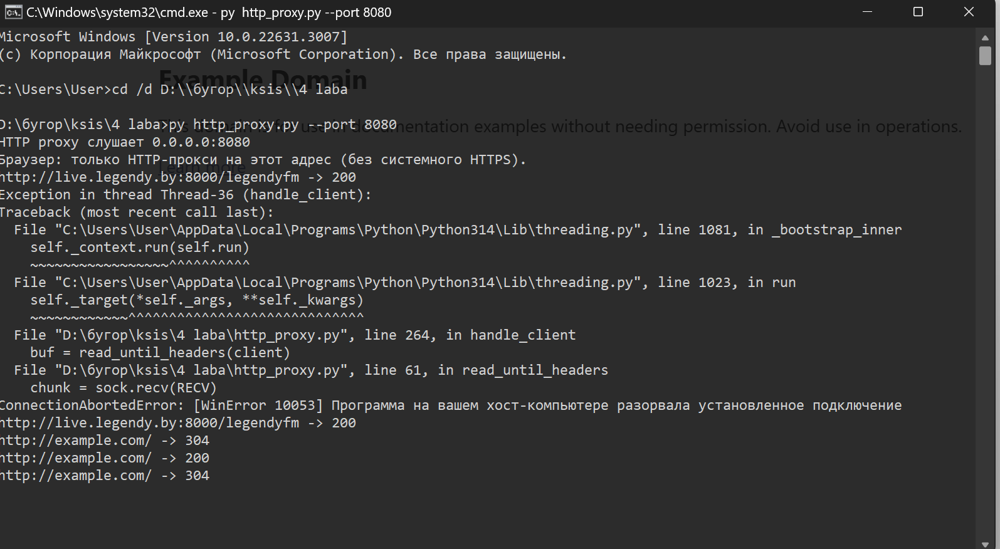 C:\Windows\system32\cmd.exe - py  http_proxy.py --port 8080
Microsoft Windows [Version 10.0.22631.3007]
(c) Корпорация Майкрософт (Microsoft Corporation). Все права защищены.
Example Domain
C:\Users\User>cd /d D:\\бугор\\ksis\\4 laba
D:\бугор\ksis\4 laba>py http_proxy.py --port 8080
This domain is for use in documentation examples without needing permission. Avoid use in operations.
HTTP proxy слушает 0.0.0.0:8080
Браузер: только HTTP-прокси на этот адрес (без системного HTTPS).
Learn more
http://live.legendy.by:8000/legendyfm -> 200
Exception in thread Thread-36 (handle_client):
Traceback (most recent call last):
  File "C:\Users\User\AppData\Local\Programs\Python\Python314\Lib\threading.py", line 1081, in _bootstrap_inner
    self._context.run(self.run)
    ~~~~~~~~~~~~~~~~~^^^^^^^^^^
  File "C:\Users\User\AppData\Local\Programs\Python\Python314\Lib\threading.py", line 1023, in run
    self._target(*self._args, **self._kwargs)
    ~~~~~~~~~~~~^^^^^^^^^^^^^^^^^^^^^^^^^^^^^
  File "D:\бугор\ksis\4 laba\http_proxy.py", line 264, in handle_client
    buf = read_until_headers(client)
  File "D:\бугор\ksis\4 laba\http_proxy.py", line 61, in read_until_headers
    chunk = sock.recv(RECV)
ConnectionAbortedError: [WinError 10053] Программа на вашем хост-компьютере разорвала установленное подключение
http://live.legendy.by:8000/legendyfm -> 200
http://example.com/ -> 304
http://example.com/ -> 200
http://example.com/ -> 304